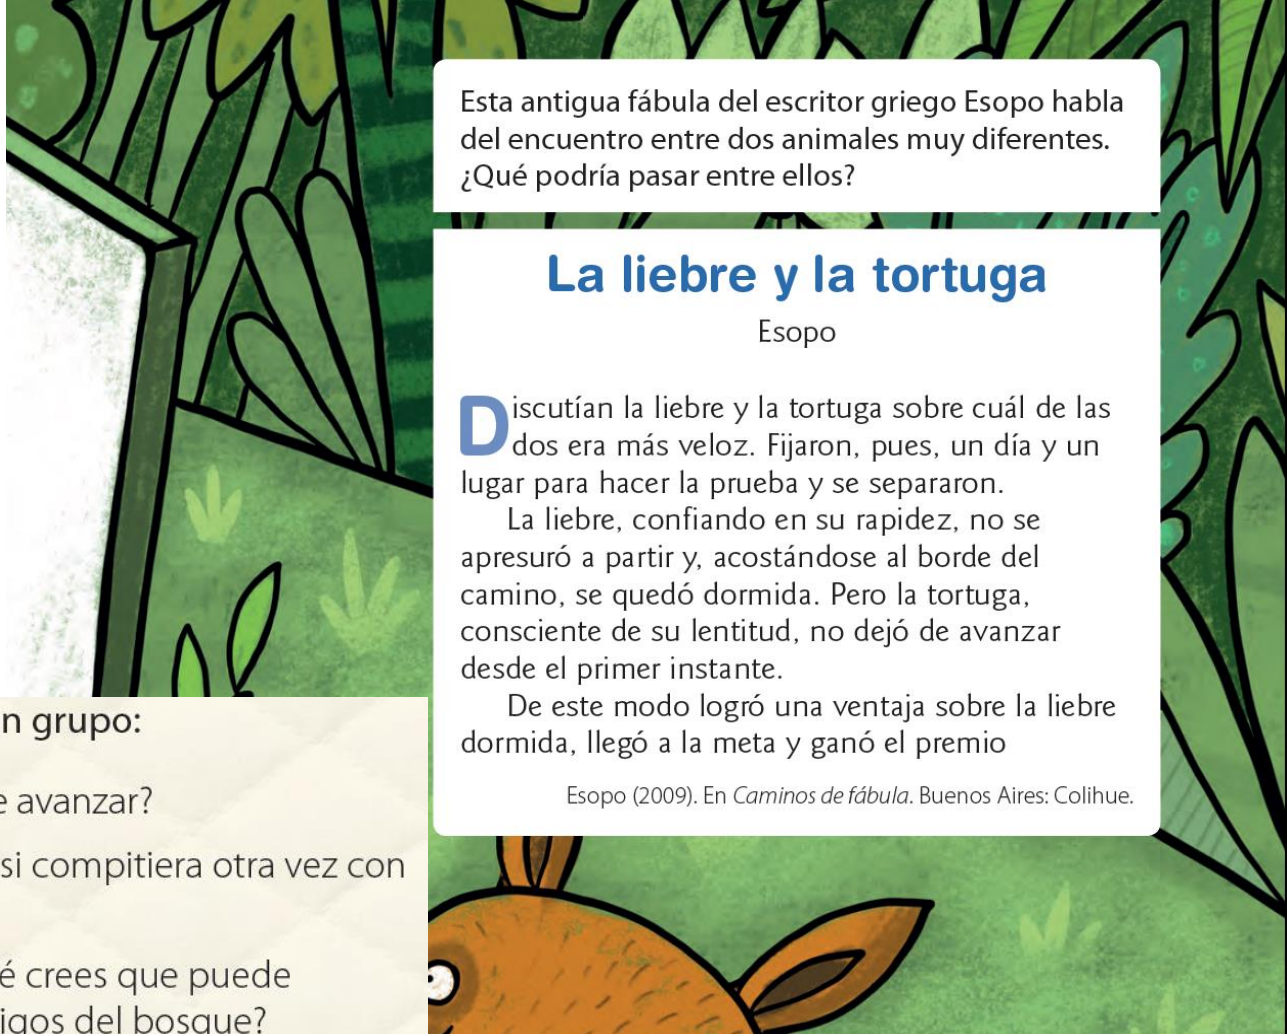 Esta antigua fábula del escritor griego Esopo habla
del encuentro entre dos animales muy diferentes.
¿Qué podría pasar entre ellos?
La liebre y la tortuga
Esopo
Discutían la liebre y la tortuga sobre cuál de las
dos era más veloz. Fijaron, pues, un día y un
lugar para hacer la prueba y se separaron.
La liebre, confiando en su rapidez, no se
apresuró a partir y, acostándose al borde del
camino, se quedó dormida. Pero la tortuga,
consciente de su lentitud, no dejó de avanzar
desde el primer instante.
De este modo logró una ventaja sobre la liebre
dormida, llegó a la meta y ganó el premio
Esopo (2009). En Caminos de fábula. Buenos Aires: Colihue.
n grupo:
e avanzar?
si compitiera otra vez con
é crees que puede
igos del bosque?